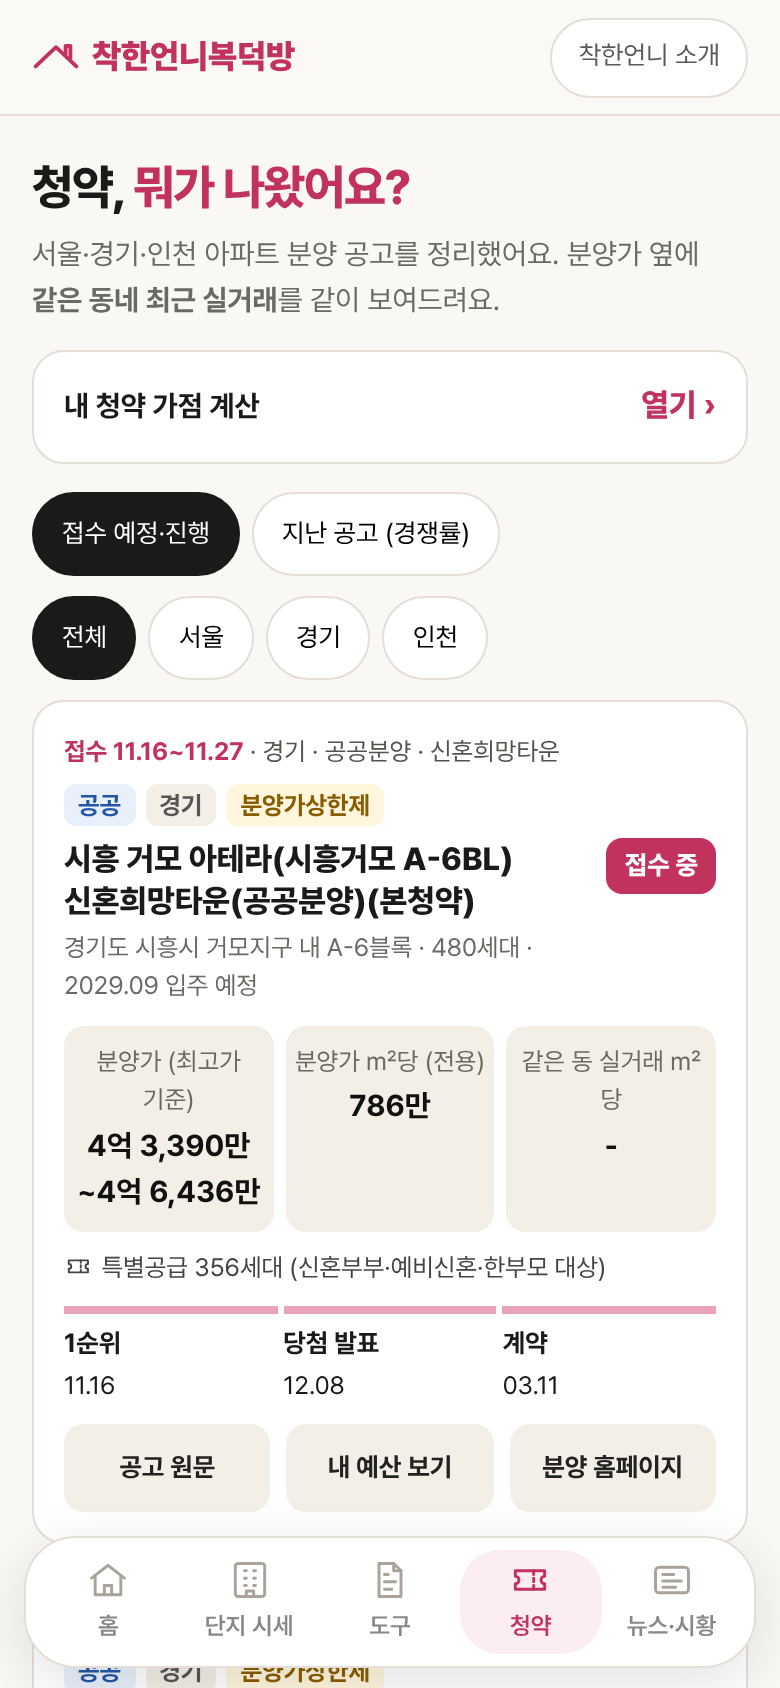 착한언니복덕방
착한언니 소개
청약, 뭐가 나왔어요?
서울·경기·인천 아파트 분양 공고를 정리했어요. 분양가 옆에
같은 동네 최근 실거래를 같이 보여드려요.
내 청약 가점 계산
열기 ›
접수 예정·진행
지난 공고 (경쟁률)
전체
서울
경기
인천
접수 11.16~11.27 · 경기 · 공공분양 · 신혼희망타운
공공
경기
분양가상한제
시흥 거모 아테라(시흥거모 A-6BL)
신혼희망타운(공공분양)(본청약)
접수 중
경기도 시흥시 거모지구 내 A-6블록 · 480세대 ·
2029.09 입주 예정
분양가 (최고가
기준)
4억 3,390만
~4억 6,436만
분양가 m²당 (전용)
786만
같은 동 실거래 m²
당
-
특별공급 356세대 (신혼부부·예비신혼·한부모 대상)
1순위
11.16
당첨 발표
12.08
계약
03.11
공고 원문
내 예산 보기
분양 홈페이지
홈
단지 시세
도구
청약
뉴스·시황
공공
경기
분양가상한제